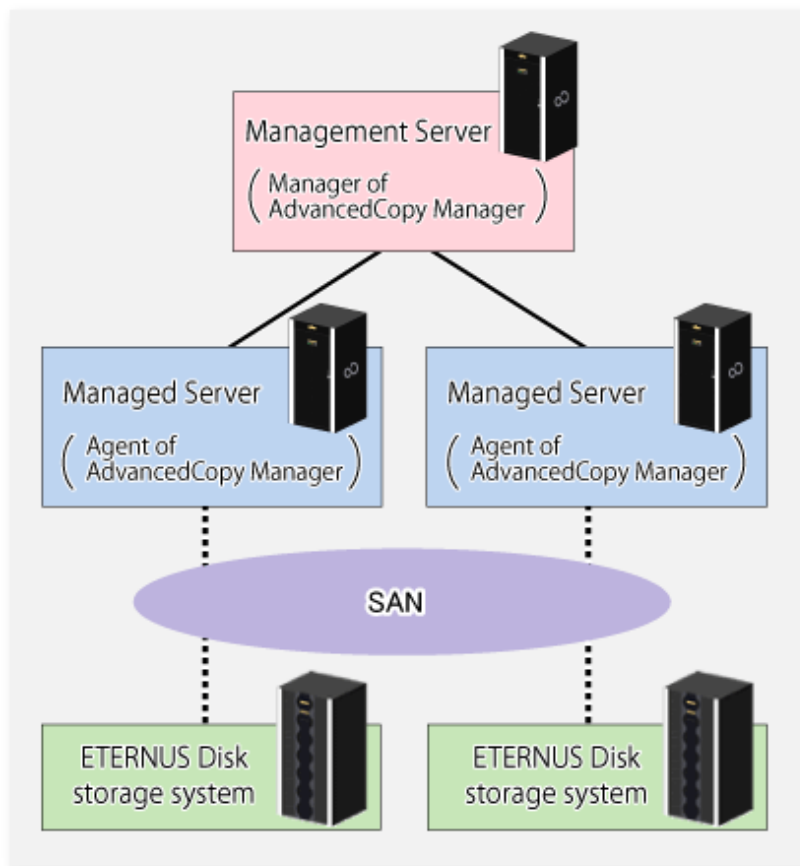 Management Server
( Manager of
AdvancedCopy Manager )
Managed Server
( Agent of
AdvancedCopy Manager )
Managed Server
( Agent of
AdvancedCopy Manager )
SAN
ETERNUS Disk
storage system
ETERNUS Disk
storage system